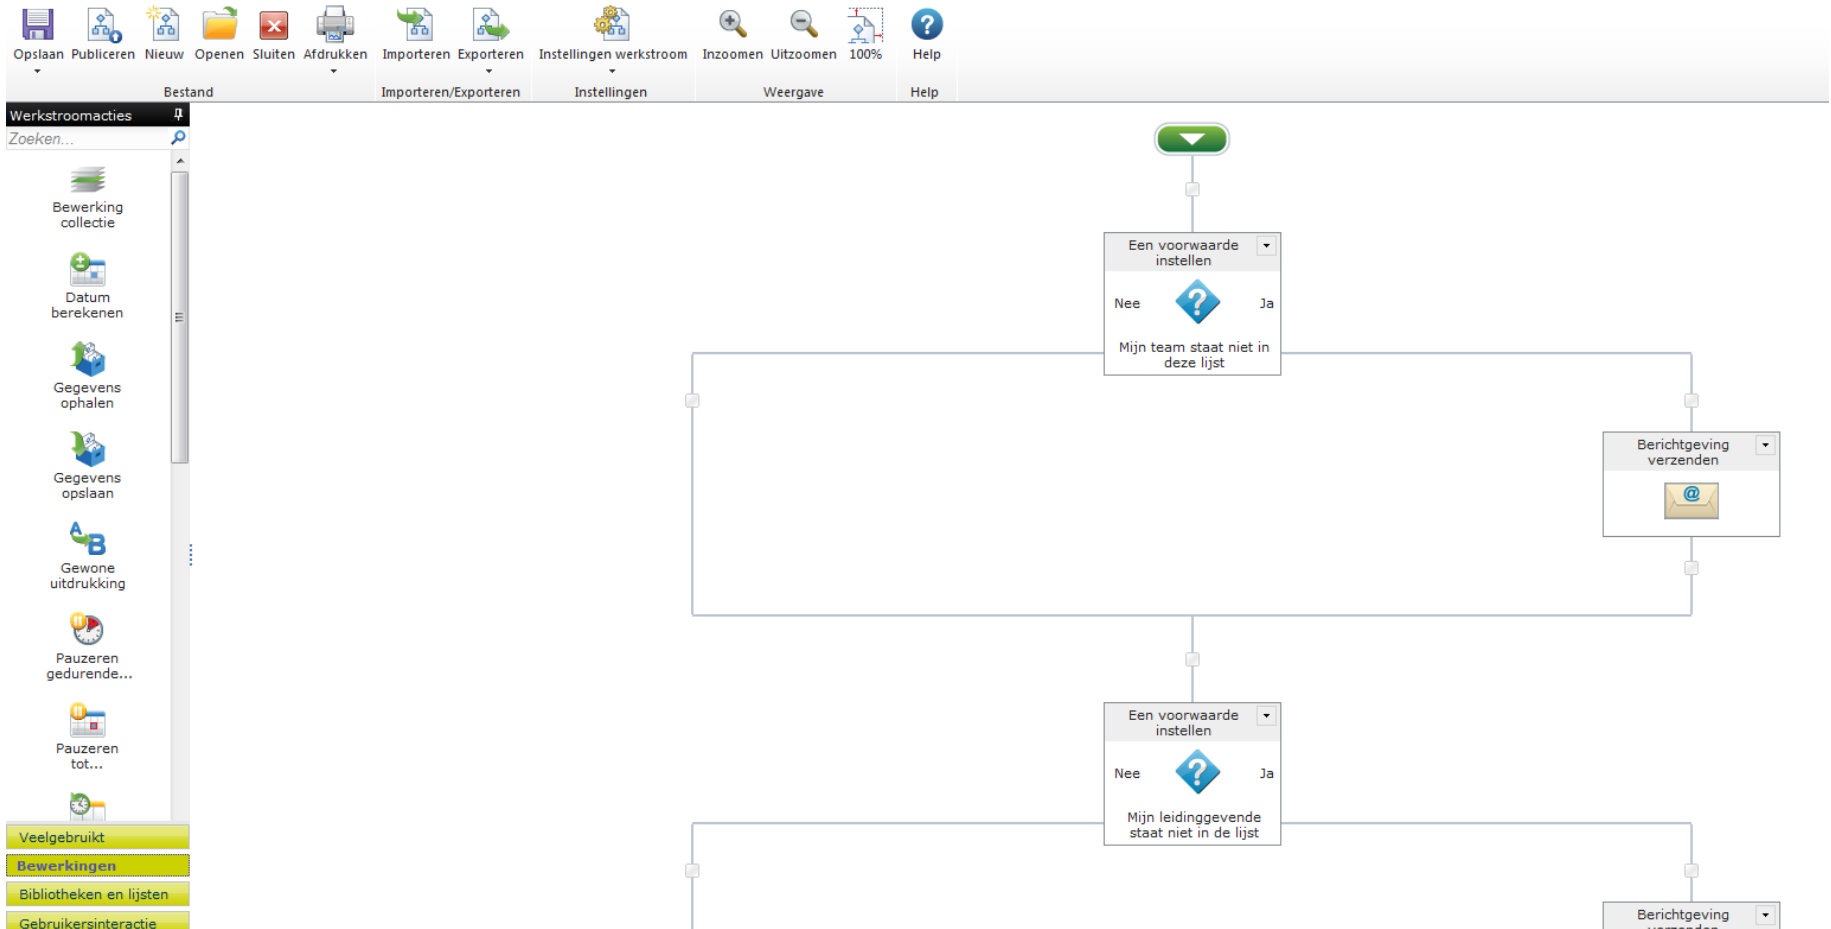 Opslaan Publiceren Nieuw Openen Sluiten Afdrukken Importeren Exporteren Instellingen werkstroom Inzoomen Uitzoomen 100% Help
Bestand Importeren/Exporteren Instellingen Weergave Help
Werkstroomacties
Zoeken...
Bewerking
collectie
Datum
berekenen
Gegevens
ophalen
Gegevens
opslaan
Gewone
uitdrukking
Pauzeren
gedurende...
Pauzeren
tot...
Veelgebruikt
Bewerkingen
Bibliotheken en lijsten
Gebruikersinteractie
Een voorwaarde
instellen
Nee Ja
Mijn team staat niet in
deze lijst
Berichtgeving
verzenden
Een voorwaarde
instellen
Nee Ja
Mijn leidinggevende
staat niet in de lijst
Berichtgeving
verzenden